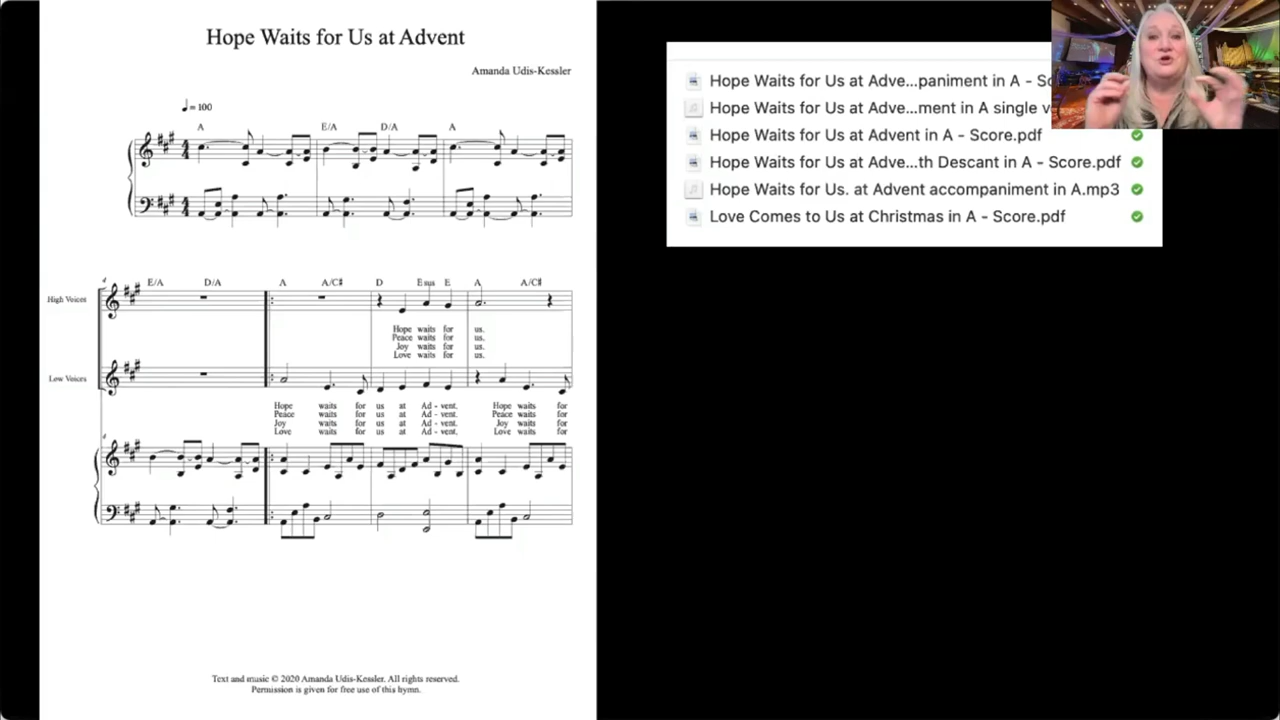 Hope Waits for Us at Advent
Amanda Udis-Kessler
= 100
A E/A D/A A
4 E/A D/A A A/C♯ D E sus E A A/C♯
High Voices
Hope waits for us.
Peace waits for us.
Joy waits for us.
Love waits for us.
Low Voices
Hope waits for us at Ad - vent. Hope waits for
Peace waits for us at Ad - vent. Peace waits for
Joy waits for us at Ad - vent. Joy waits for
Love waits for us at Ad - vent. Love waits for
4
Text and music © 2020 Amanda Udis-Kessler. All rights reserved.
Permission is given for free use of this hymn.
Hope Waits for Us at Adve...paniment in A - Sc
Hope Waits for Us at Adve...ment in A single v
Hope Waits for Us at Advent in A - Score.pdf
Hope Waits for Us at Adve...th Descant in A - Score.pdf
Hope Waits for Us. at Advent accompaniment in A.mp3
Love Comes to Us at Christmas in A - Score.pdf